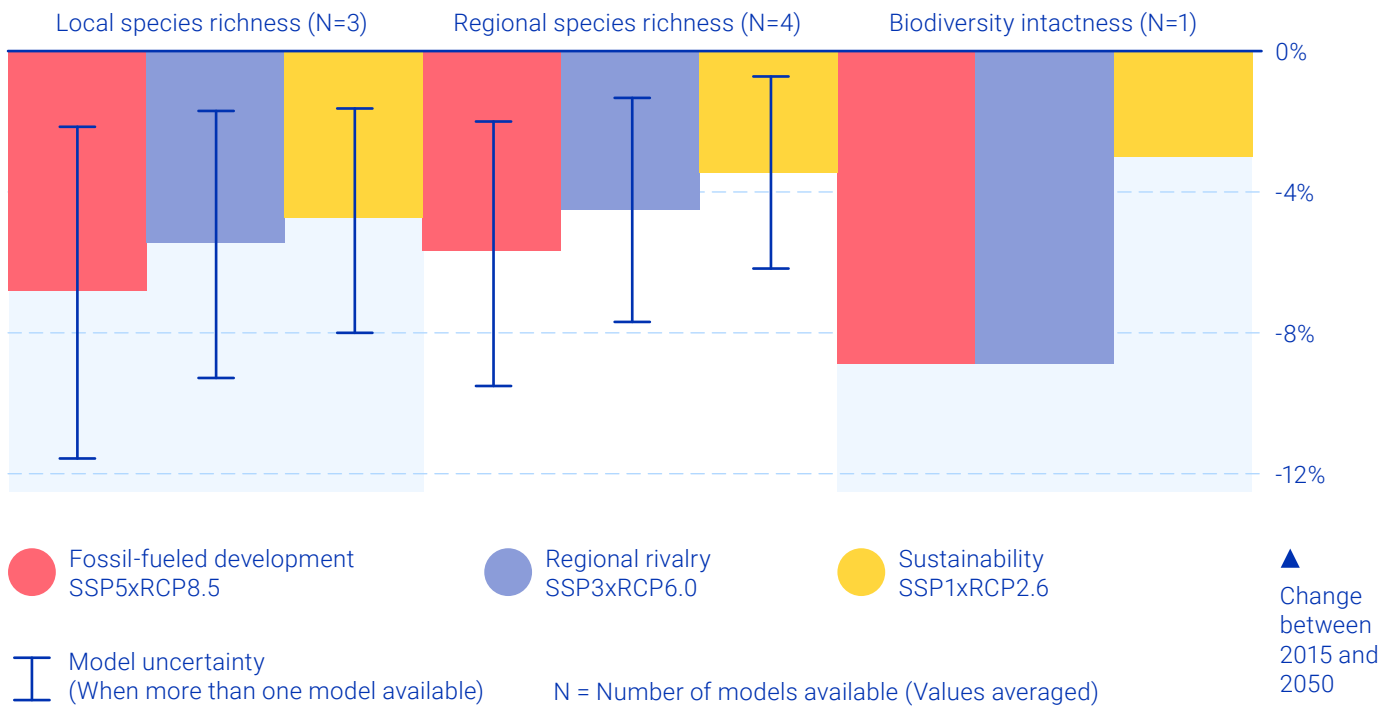 Local species richness (N=3)
Regional species richness (N=4)
Biodiversity intactness (N=1)
0%
-4%
-8%
-12%
Fossil-fueled development
SSP5xRCP8.5
Regional rivalry
SSP3xRCP6.0
Sustainability
SSP1xRCP2.6
Change
between
2015 and
2050
Model uncertainty
(When more than one model available)
N = Number of models available (Values averaged)